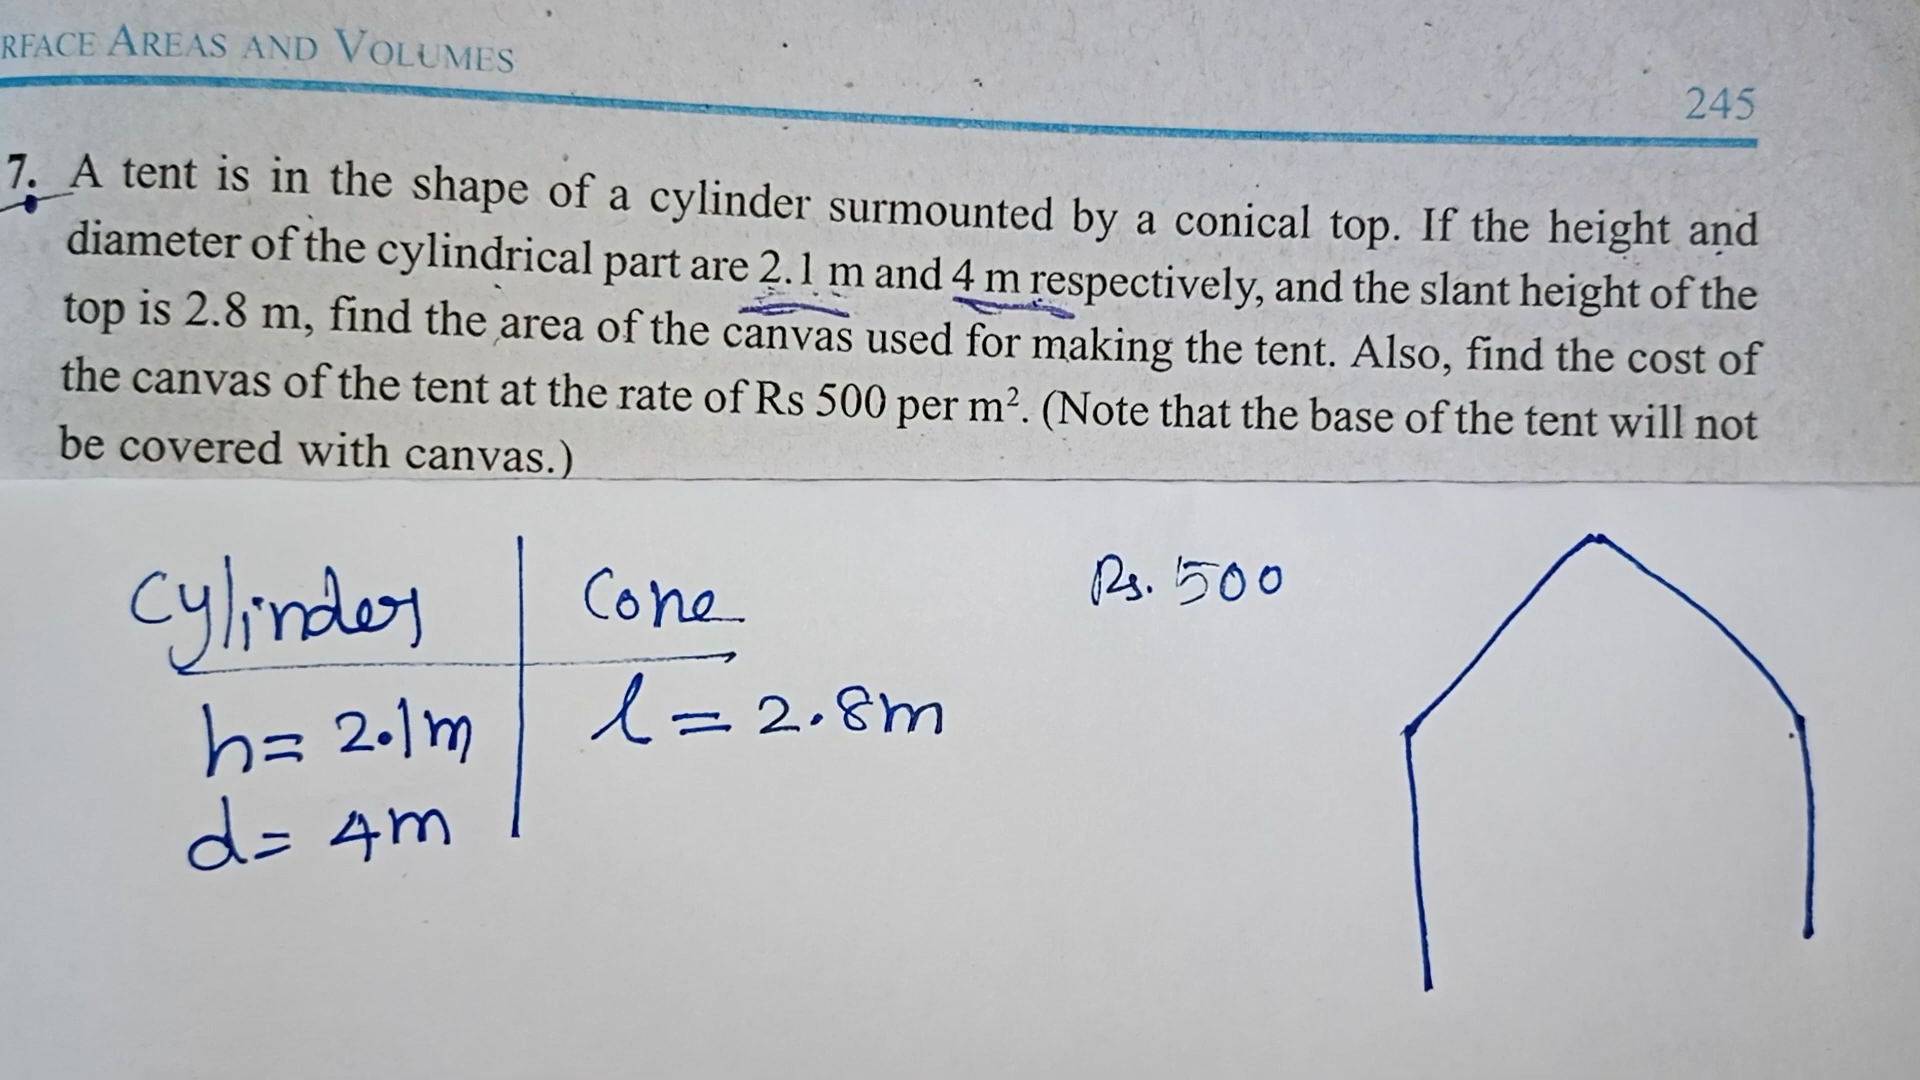 RFACE AREAS AND VOLUMES
245
7. A tent is in the shape of a cylinder surmounted by a conical top. If the height and
diameter of the cylindrical part are 2.1 m and 4 m respectively, and the slant height of the
top is 2.8 m, find the area of the canvas used for making the tent. Also, find the cost of
the canvas of the tent at the rate of Rs 500 per m². (Note that the base of the tent will not
be covered with canvas.)
Cylinder Cone Rs. 500
h= 2.1m l= 2.8m
d= 4m